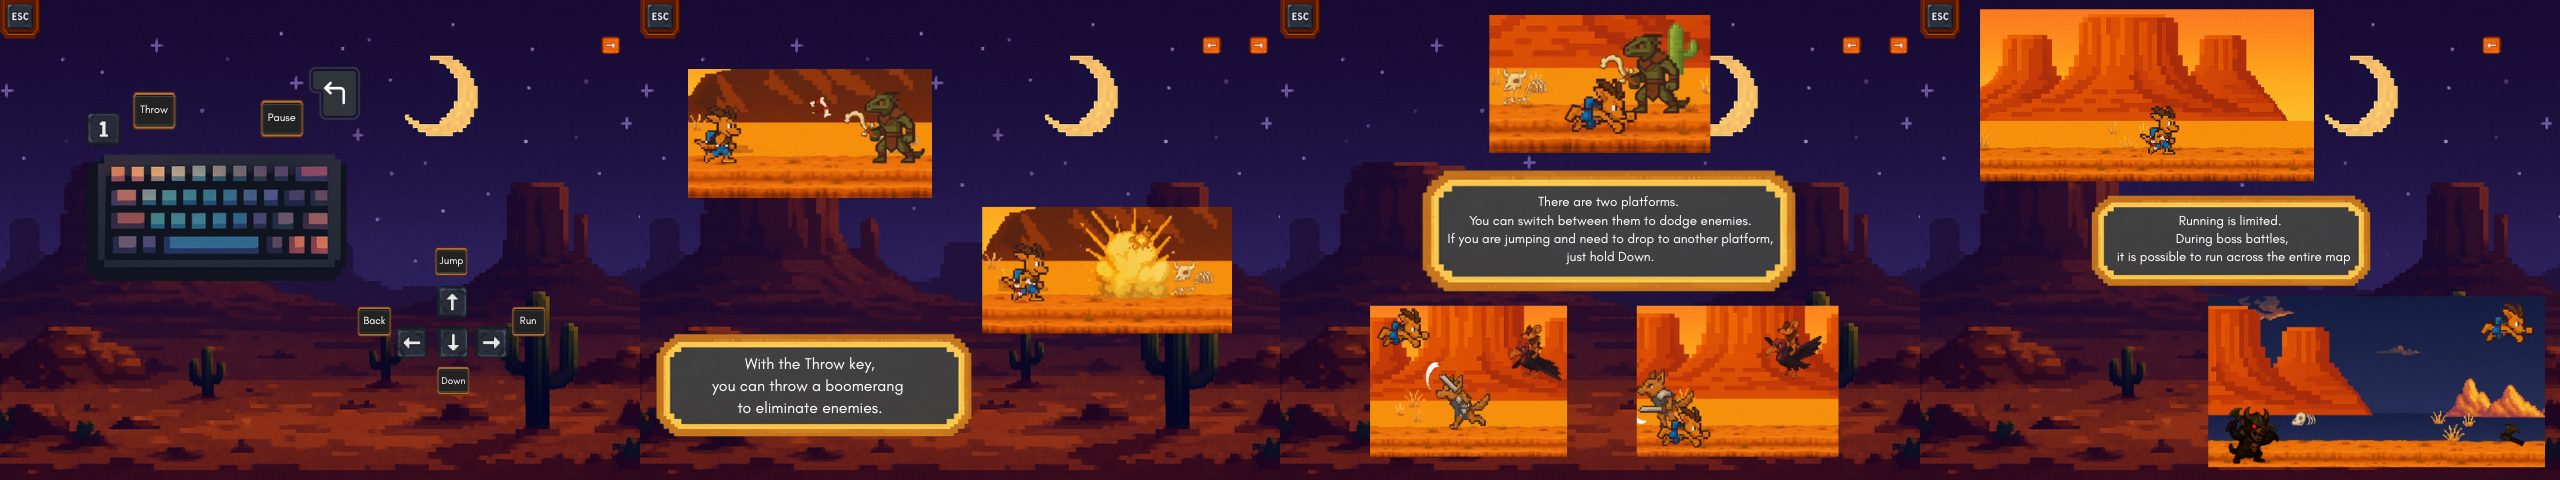 ESC
→
Throw
Pause
1
Jump
↑
Back
Run
← ↓ →
Down
ESC
← →
With the Throw key,
you can throw a boomerang
to eliminate enemies.
ESC
← →
There are two platforms.
You can switch between them to dodge enemies.
If you are jumping and need to drop to another platform,
just hold Down.
ESC
←
Running is limited.
During boss battles,
it is possible to run across the entire map